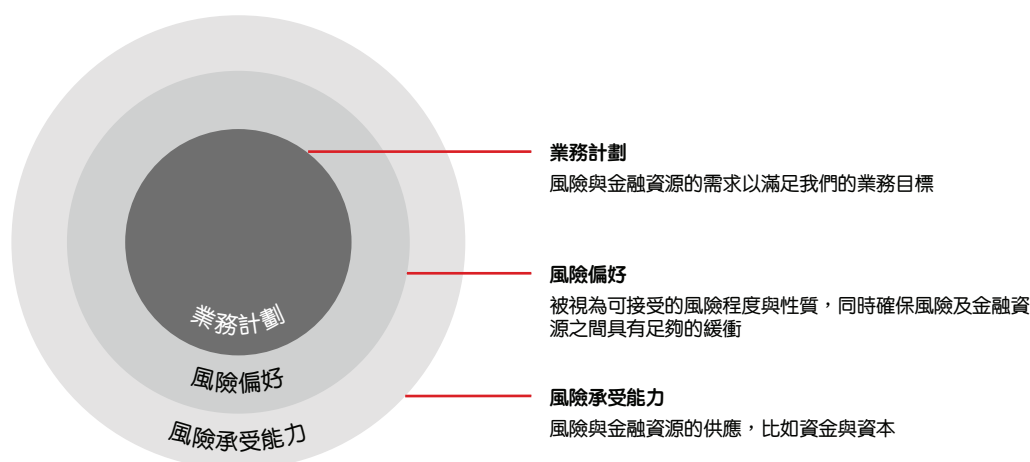 業務計劃
風險偏好
風險承受能力
業務計劃
風險與金融資源的需求以滿足我們的業務目標
風險偏好
被視為可接受的風險程度與性質，同時確保風險及金融資
源之間具有足夠的緩衝
風險承受能力
風險與金融資源的供應，比如資金與資本